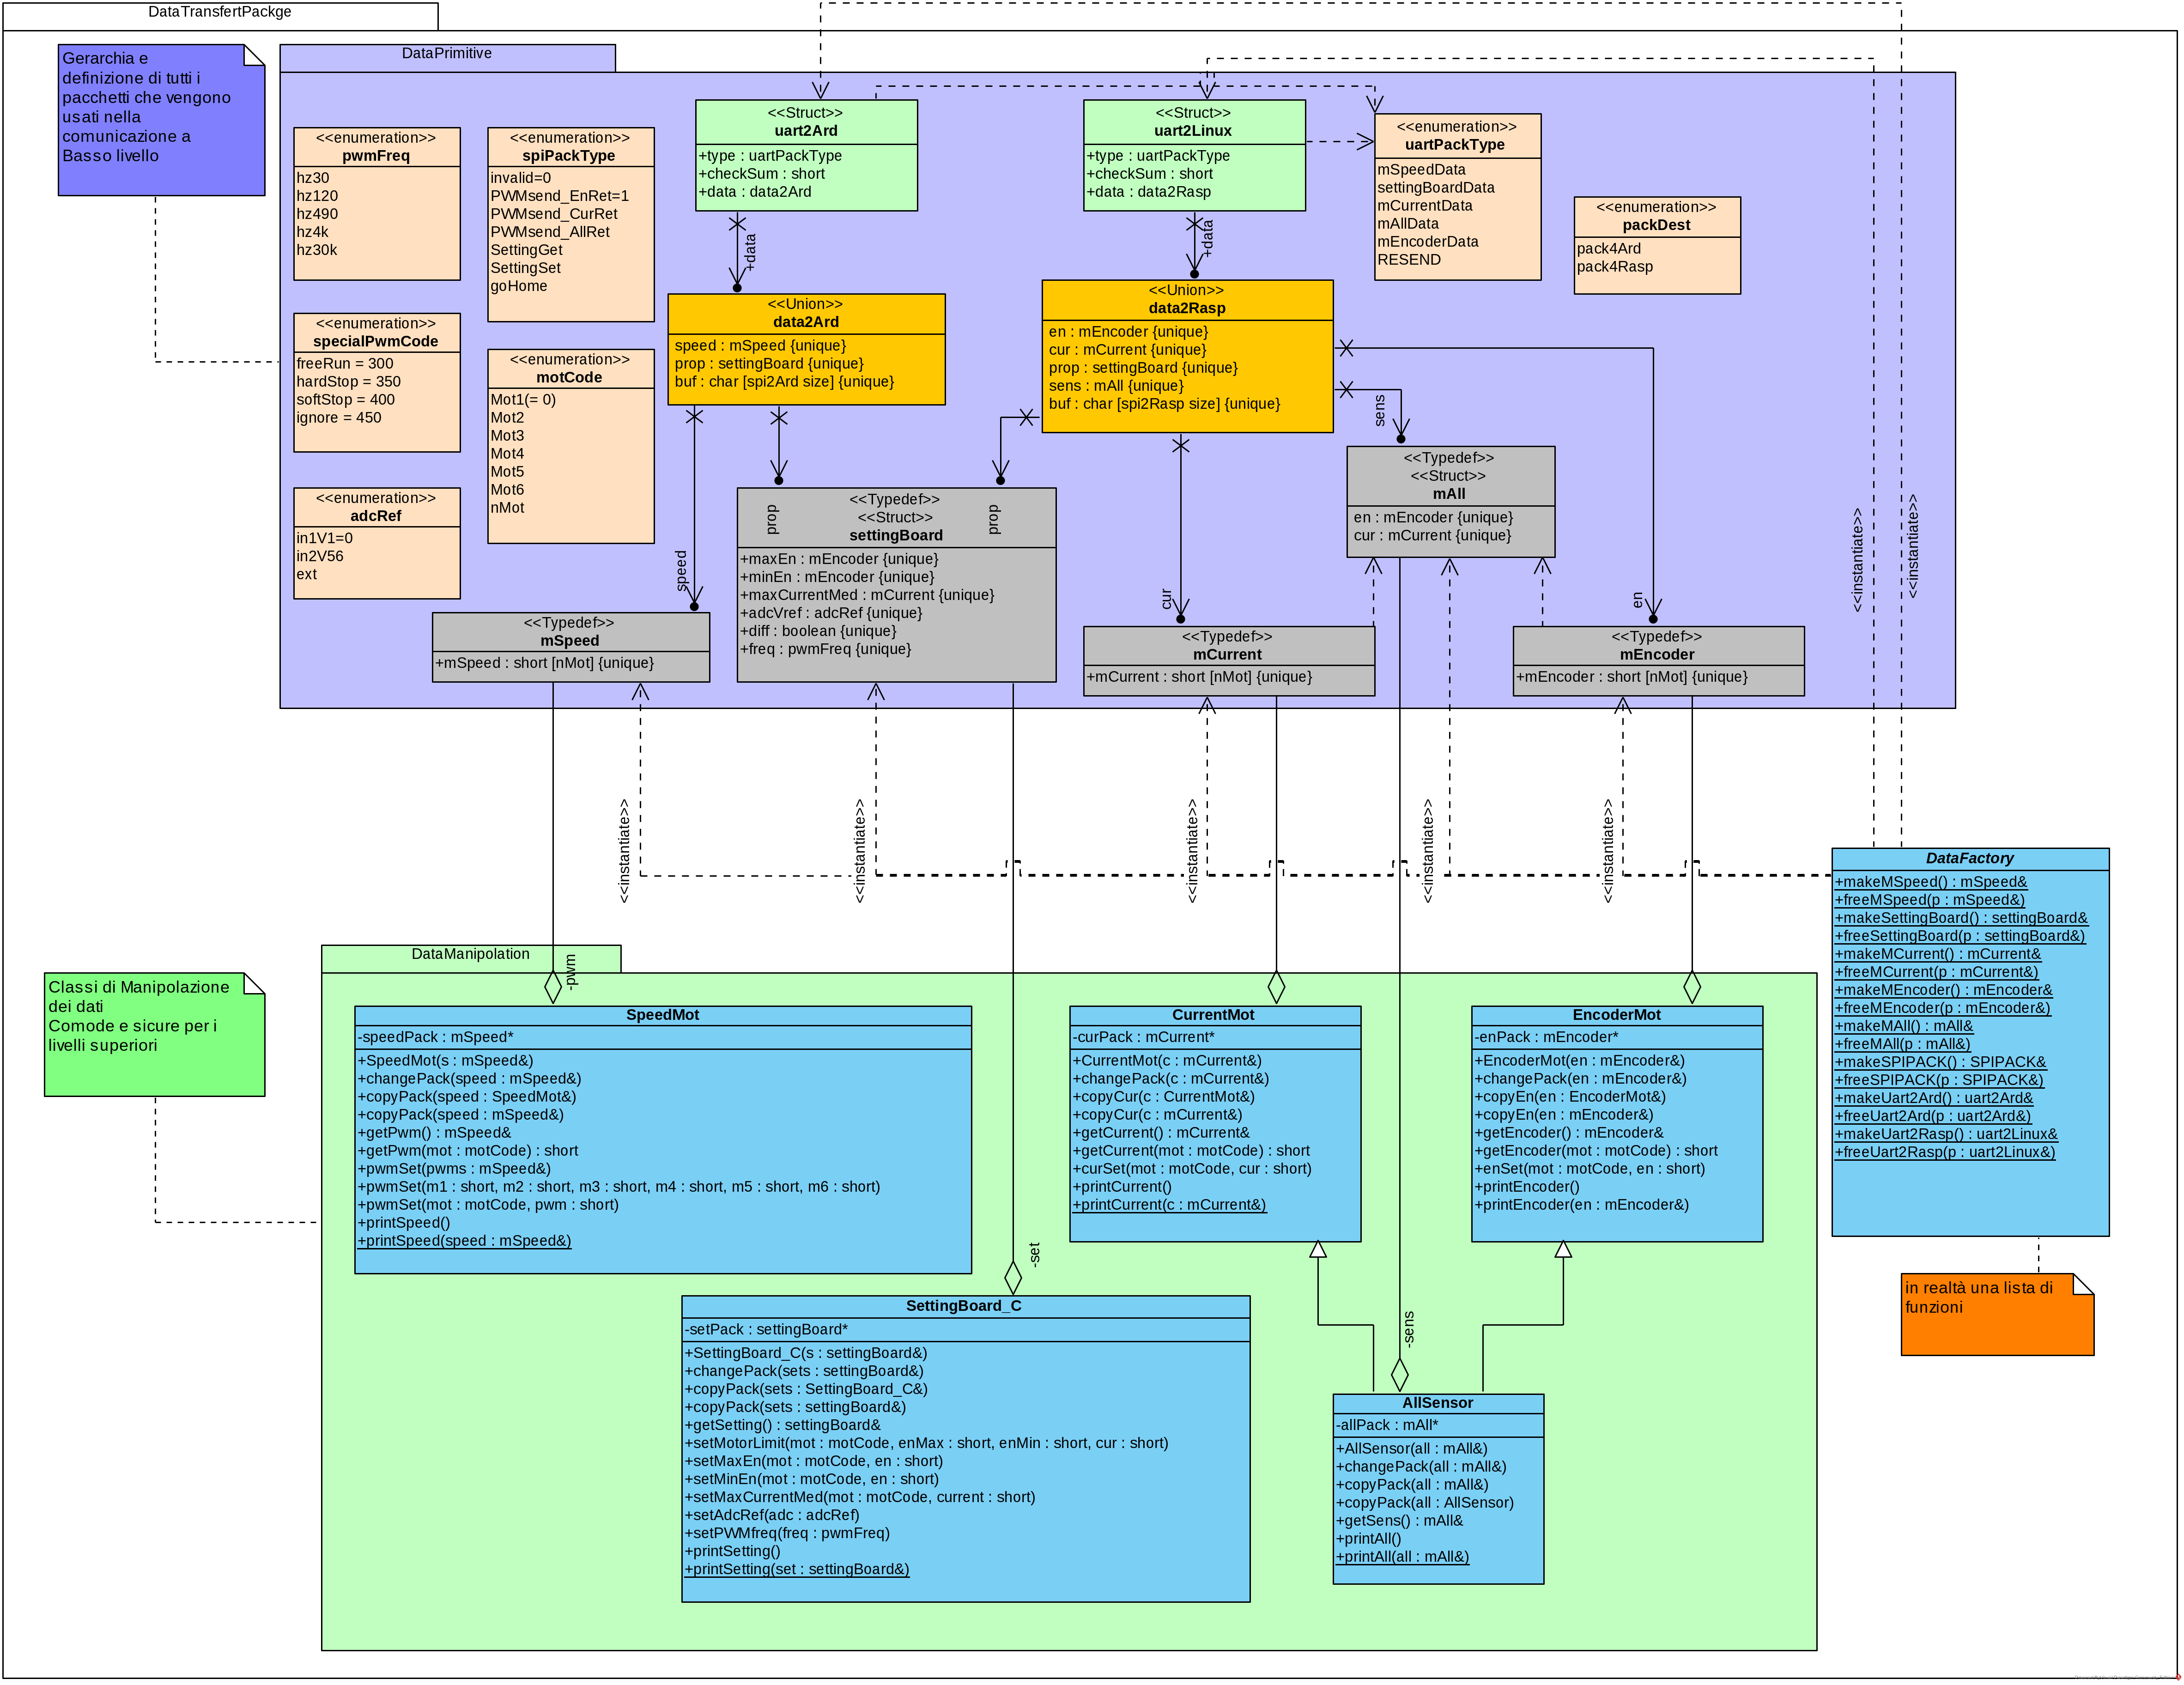 DataTransfertPackge
Gerarchia e
definizione di tutti i
pacchetti che vengono
usati nella
comunicazione a
Basso livello
DataPrimitive
<<enumeration>>
pwmFreq
hz30
hz120
hz490
hz4k
hz30k
<<enumeration>>
spiPackType
invalid=0
PWMsend_EnRet=1
PWMsend_CurRet
PWMsend_AllRet
SettingGet
SettingSet
goHome
<<Struct>>
uart2Ard
+type : uartPackType
+checkSum : short
+data : data2Ard
<<Struct>>
uart2Linux
+type : uartPackType
+checkSum : short
+data : data2Rasp
<<enumeration>>
uartPackType
mSpeedData
settingBoardData
mCurrentData
mAllData
mEncoderData
RESEND
<<enumeration>>
packDest
pack4Ard
pack4Rasp
+data
+data
<<enumeration>>
specialPwmCode
freeRun = 300
hardStop = 350
softStop = 400
ignore = 450
<<enumeration>>
motCode
Mot1(= 0)
Mot2
Mot3
Mot4
Mot5
Mot6
nMot
<<Union>>
data2Ard
speed : mSpeed {unique}
prop : settingBoard {unique}
buf : char [spi2Ard size] {unique}
<<Union>>
data2Rasp
en : mEncoder {unique}
cur : mCurrent {unique}
prop : settingBoard {unique}
sens : mAll {unique}
buf : char [spi2Rasp size] {unique}
sens
<<enumeration>>
adcRef
in1V1=0
in2V56
ext
speed
prop
prop
<<Typedef>>
<<Struct>>
settingBoard
+maxEn : mEncoder {unique}
+minEn : mEncoder {unique}
+maxCurrentMed : mCurrent {unique}
+adcVref : adcRef {unique}
+diff : boolean {unique}
+freq : pwmFreq {unique}
<<Typedef>>
<<Struct>>
mAll
en : mEncoder {unique}
cur : mCurrent {unique}
cur
en
<<instantiate>>
<<instantiate>>
<<Typedef>>
mSpeed
+mSpeed : short [nMot] {unique}
<<Typedef>>
mCurrent
+mCurrent : short [nMot] {unique}
<<Typedef>>
mEncoder
+mEncoder : short [nMot] {unique}
<<instantiate>>
<<instantiate>>
<<instantiate>>
<<instantiate>>
<<instantiate>>
DataFactory
+makeMSpeed() : mSpeed&
+freeMSpeed(p : mSpeed&)
+makeSettingBoard() : settingBoard&
+freeSettingBoard(p : settingBoard&)
+makeMCurrent() : mCurrent&
+freeMCurrent(p : mCurrent&)
+makeMEncoder() : mEncoder&
+freeMEncoder(p : mEncoder&)
+makeMAll() : mAll&
+freeMAll(p : mAll&)
+makeSPIPACK() : SPIPACK&
+freeSPIPACK(p : SPIPACK&)
+makeUart2Ard() : uart2Ard&
+freeUart2Ard(p : uart2Ard&)
+makeUart2Rasp() : uart2Linux&
+freeUart2Rasp(p : uart2Linux&)
in realtà una lista di
funzioni
Classi di Manipolazione
dei dati
Comode e sicure per i
livelli superiori
DataManipolation
-pwm
SpeedMot
-speedPack : mSpeed*
+SpeedMot(s : mSpeed&)
+changePack(speed : mSpeed&)
+copyPack(speed : SpeedMot&)
+copyPack(speed : mSpeed&)
+getPwm() : mSpeed&
+getPwm(mot : motCode) : short
+pwmSet(pwms : mSpeed&)
+pwmSet(m1 : short, m2 : short, m3 : short, m4 : short, m5 : short, m6 : short)
+pwmSet(mot : motCode, pwm : short)
+printSpeed()
+printSpeed(speed : mSpeed&)
CurrentMot
-curPack : mCurrent*
+CurrentMot(c : mCurrent&)
+changePack(c : mCurrent&)
+copyCur(c : CurrentMot&)
+copyCur(c : mCurrent&)
+getCurrent() : mCurrent&
+getCurrent(mot : motCode) : short
+curSet(mot : motCode, cur : short)
+printCurrent()
+printCurrent(c : mCurrent&)
EncoderMot
-enPack : mEncoder*
+EncoderMot(en : mEncoder&)
+changePack(en : mEncoder&)
+copyEn(en : EncoderMot&)
+copyEn(en : mEncoder&)
+getEncoder() : mEncoder&
+getEncoder(mot : motCode) : short
+enSet(mot : motCode, en : short)
+printEncoder()
+printEncoder(en : mEncoder&)
-set
-sens
SettingBoard_C
-setPack : settingBoard*
+SettingBoard_C(s : settingBoard&)
+changePack(sets : settingBoard&)
+copyPack(sets : SettingBoard_C&)
+copyPack(sets : settingBoard&)
+getSetting() : settingBoard&
+setMotorLimit(mot : motCode, enMax : short, enMin : short, cur : short)
+setMaxEn(mot : motCode, en : short)
+setMinEn(mot : motCode, en : short)
+setMaxCurrentMed(mot : motCode, current : short)
+setAdcRef(adc : adcRef)
+setPWMfreq(freq : pwmFreq)
+printSetting()
+printSetting(set : settingBoard&)
AllSensor
-allPack : mAll*
+AllSensor(all : mAll&)
+changePack(all : mAll&)
+copyPack(all : mAll&)
+copyPack(all : AllSensor)
+getSens() : mAll&
+printAll()
+printAll(all : mAll&)